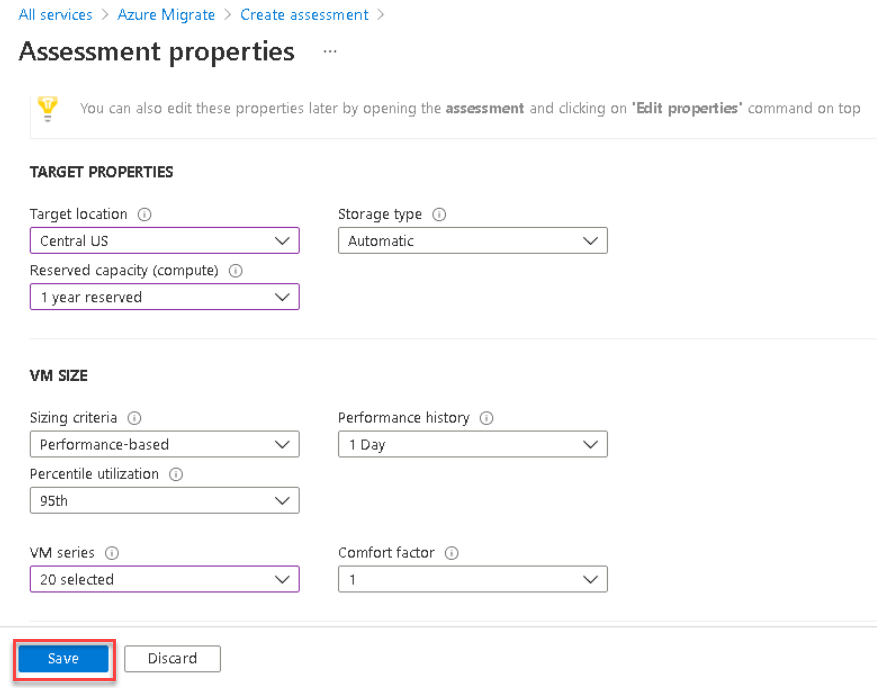 All services > Azure Migrate > Create assessment >
Assessment properties ...
You can also edit these properties later by opening the assessment and clicking on 'Edit properties' command on top
TARGET PROPERTIES
Target location
Storage type
Central US
Automatic
Reserved capacity (compute)
1 year reserved
VM SIZE
Sizing criteria
Performance history
Performance-based
1 Day
Percentile utilization
95th
VM series
Comfort factor
20 selected
1
Save
Discard